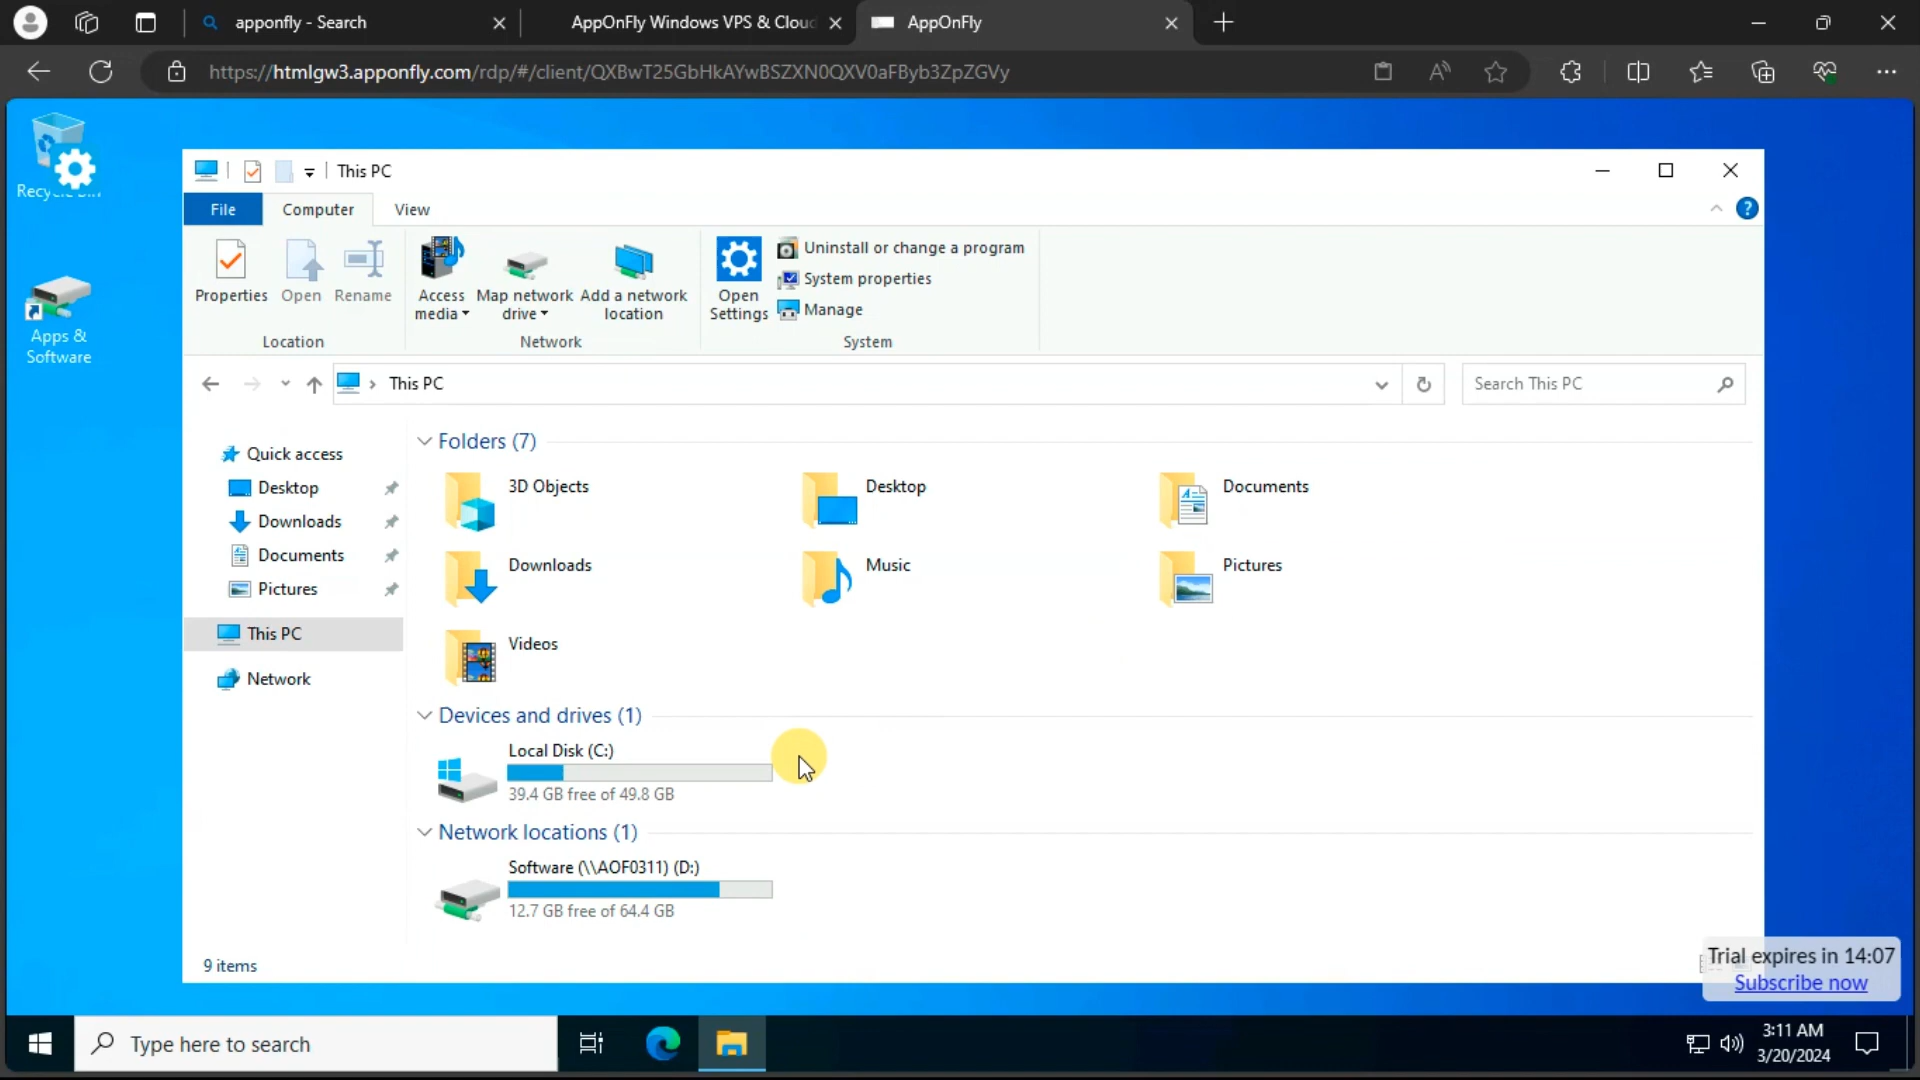 apponfly - Search
AppOnFly Windows VPS & Cloud
AppOnFly
https://htmlgw3.apponfly.com/rdp/#/client/QXBwT25GbHkAYwBSZXN0QXV0aFByb3ZpZGVy
This PC
File
Computer
View
Properties
Open
Rename
Access media
Map network drive
Add a network location
Open Settings
Uninstall or change a program
System properties
Manage
Location
Network
System
This PC
Search This PC
Apps & Software
Quick access
Desktop
Downloads
Documents
Pictures
This PC
Network
Folders (7)
3D Objects
Desktop
Documents
Downloads
Music
Pictures
Videos
Devices and drives (1)
Local Disk (C:)
39.4 GB free of 49.8 GB
Network locations (1)
Software (\\AOF0311) (D:)
12.7 GB free of 64.4 GB
9 items
Trial expires in 14:07
Subscribe now
Type here to search
3:11 AM
3/20/2024